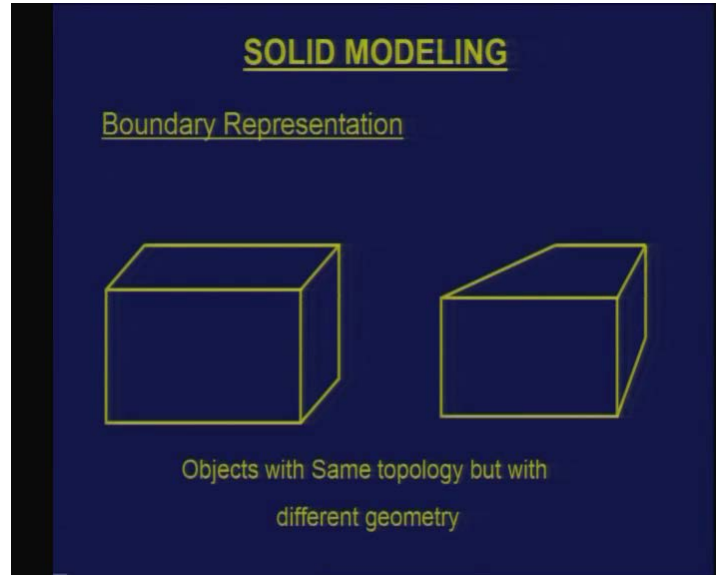 SOLID MODELING
Boundary Representation
Objects with Same topology but with
different geometry